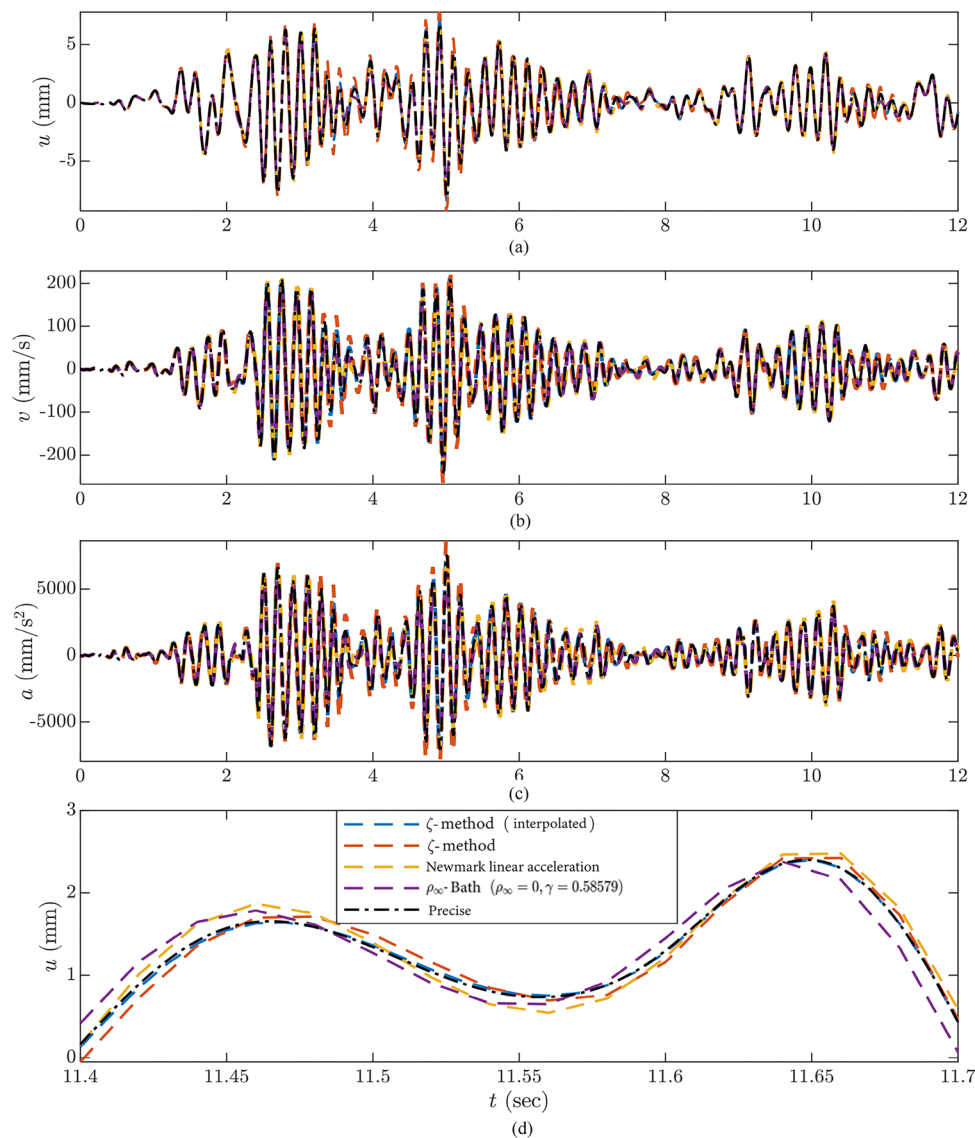 5
0
-5
u (mm)
0 2 4 6 8 10 12
(a)
200
100
0
-100
-200
v (mm/s)
0 2 4 6 8 10 12
(b)
5000
0
-5000
a (mm/s²)
0 2 4 6 8 10 12
(c)
3
2
1
0
u (mm)
ζ- method ( interpolated )
ζ- method
Newmark linear acceleration
ρ∞-Bath (ρ∞ = 0, γ = 0.58579)
Precise
11.4 11.45 11.5 11.55 11.6 11.65 11.7
t (sec)
(d)